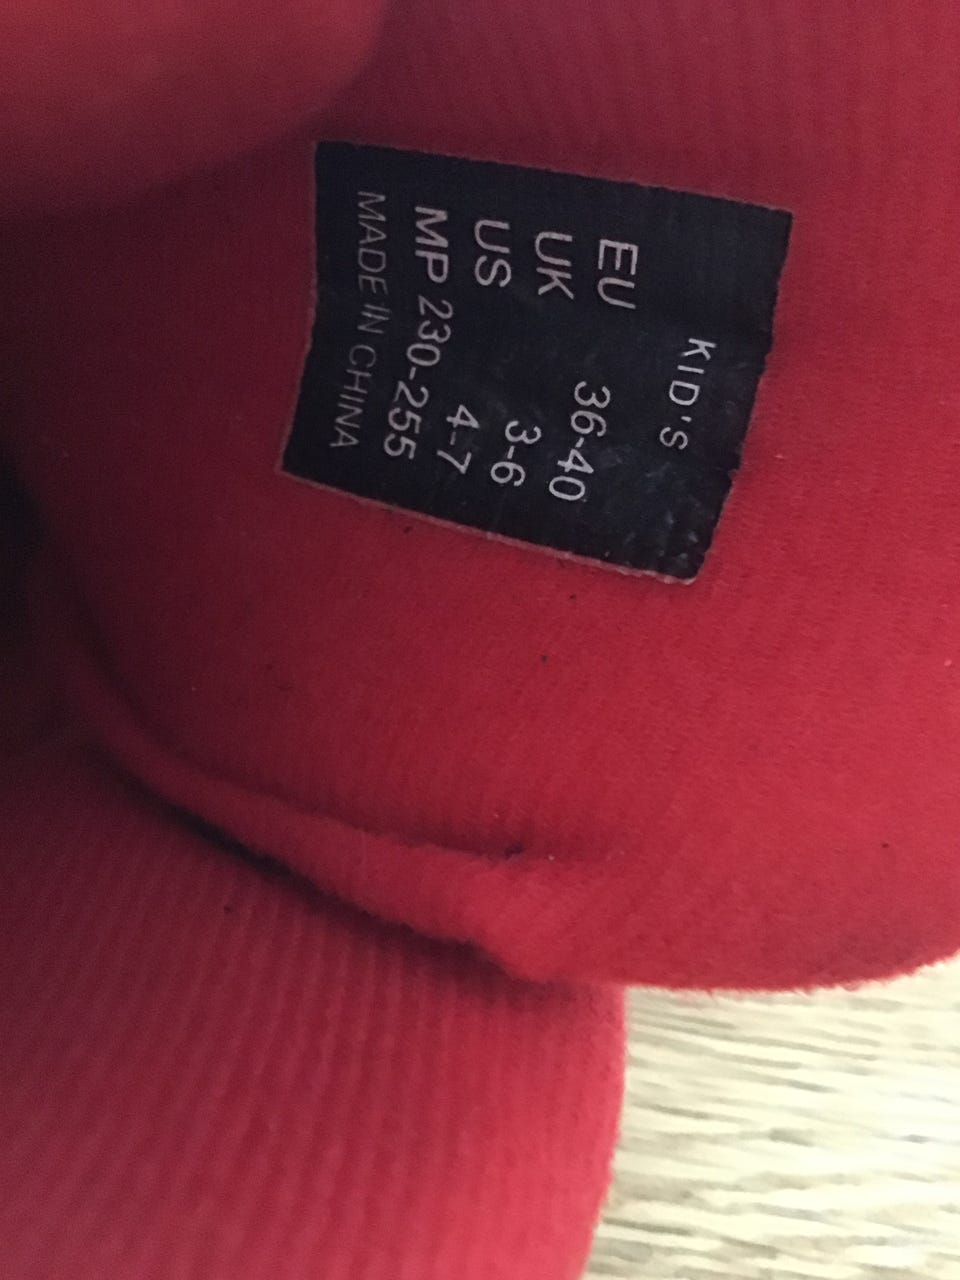 KID'S
EU 36-40
UK 3-6
US 4-7
MP 230-255
MADE IN CHINA